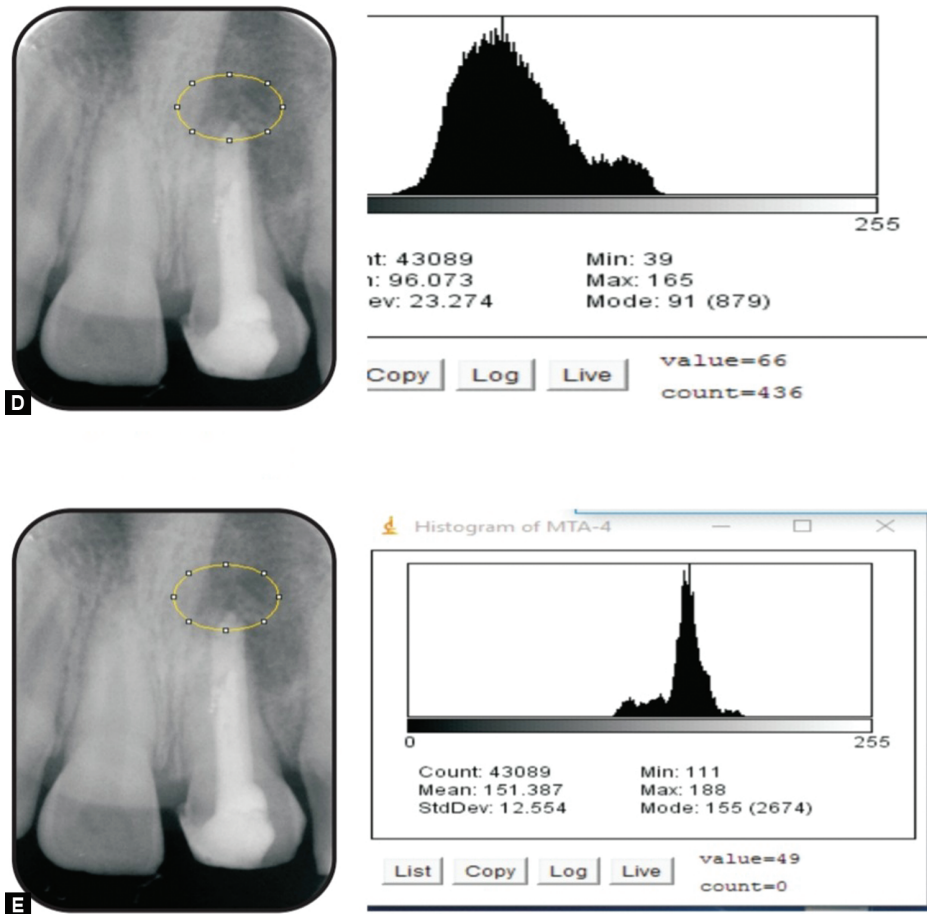 255
nt: 43089 Min: 39
n: 96.073 Max: 165
ev: 23.274 Mode: 91 (879)
Copy Log Live value=66
count=436
D
Histogram of MTA-4
0 255
Count: 43089 Min: 111
Mean: 151.387 Max: 188
StdDev: 12.554 Mode: 155 (2674)
List Copy Log Live value=49
count=0
E